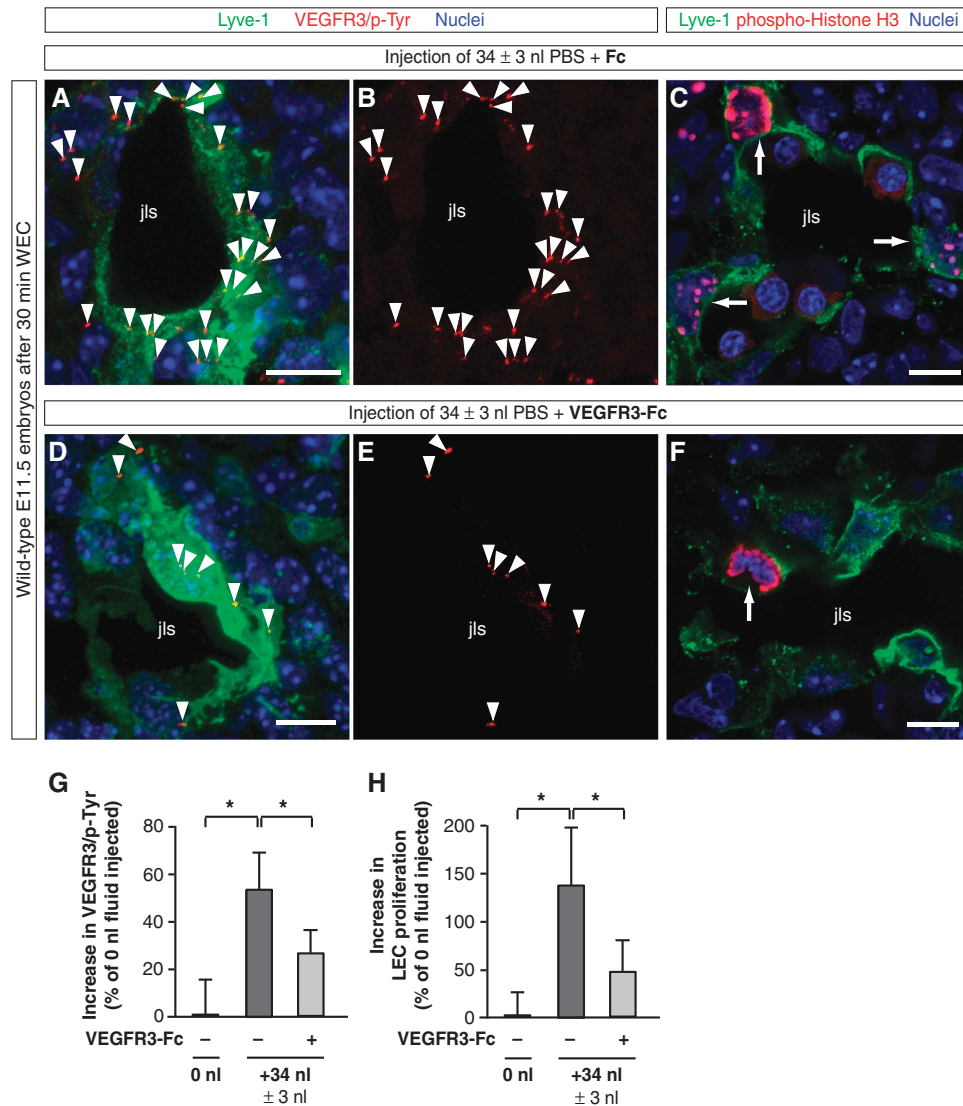 Lyve-1 VEGFR3/p-Tyr Nuclei
Lyve-1 phospho-Histone H3 Nuclei
Injection of 34 ± 3 nl PBS + Fc
Wild-type E11.5 embryos after 30 min WEC
A
jls
B
jls
C
jls
Injection of 34 ± 3 nl PBS + VEGFR3-Fc
D
jls
E
jls
F
jls
G
Increase in VEGFR3/p-Tyr
(% of 0 nl fluid injected)
80
60
40
20
0
* *
VEGFR3-Fc – – +
0 nl +34 nl
± 3 nl
H
Increase in
LEC proliferation
(% of 0 nl fluid injected)
200
150
100
50
0
* *
VEGFR3-Fc – – +
0 nl +34 nl
± 3 nl